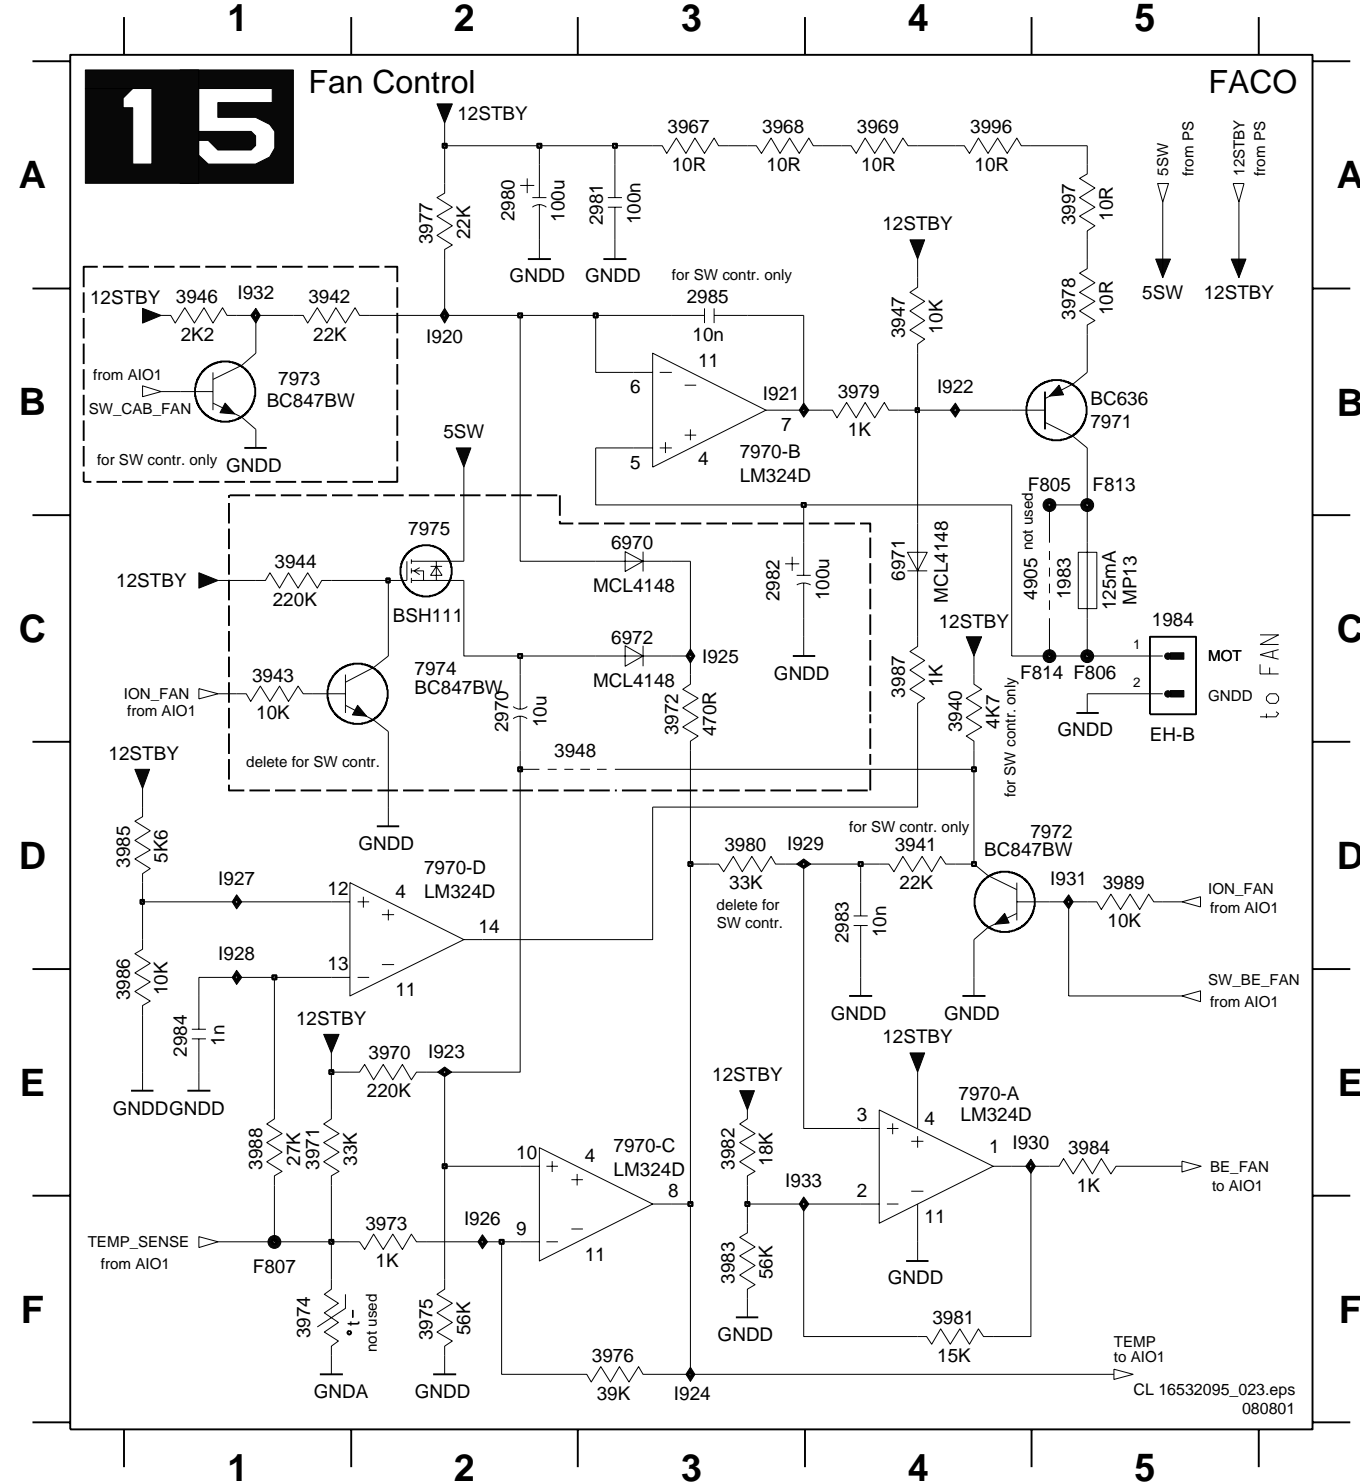 1 2 3 4 5
15 Fan Control FACO
A A
12STBY
3967 3968 3969 3996
10R 10R 10R 10R
5SW from PS
12STBY from PS
3977 22K
2980 + 100u
2981 100n
3997 10R
12STBY
GNDD GNDD
5SW 12STBY
for SW contr. only
3978 10R
12STBY 3946 I932 3942
2K2 22K
I920
2985
10n
3947 10K
from AIO1
SW_CAB_FAN
7973
BC847BW
for SW contr. only GNDD
B B
11
6 − −
5 + + 4
I921
7
7970-B
LM324D
3979
1K
I922
BC636
7971
5SW
F805 F813
7975
BSH111
12STBY 3944
220K
6970
MCL4148
2982 + 100u
6971 MCL4148
4905 not used
1983 125mA MP13
C C
ION_FAN
from AIO1
3943
10K
7974
BC847BW
6972
MCL4148
I925
GNDD
12STBY
3987 1K
3940 4K7
for SW contr. only
F814 F806
1984
1 MOT
2 GNDD
EH-B
to FAN
GNDD
2970 10u
3972 470R
12STBY
delete for SW contr.
3948
GNDD
D D
3985 5K6
7970-D
LM324D
I927 12 + + 4
14
I928 13 − − 11
3980 I929
33K
delete for
SW contr.
for SW contr. only
3941
22K
7972
BC847BW
I931 3989
10K
ION_FAN
from AIO1
2983 10n
3986 10K
2984 1n
SW_BE_FAN
from AIO1
GNDD GNDD
12STBY 12STBY
E E
3970 I923
220K
GNDD GNDD
12STBY
7970-A
LM324D
3 + + 4
1 I930 3984
1K
BE_FAN
to AIO1
3988 27K
3971 33K
7970-C
LM324D
10 + + 4
8
3982 18K
I933 2 − − 11
TEMP_SENSE
from AIO1
F807
3973 I926 9 − − 11
1K
3983 56K
GNDD
F F
3974 °t- not used
3975 56K
GNDD
3981
15K
TEMP
to AIO1
3976
39K
I924
GNDA GNDD
CL 16532095_023.eps
080801
1 2 3 4 5